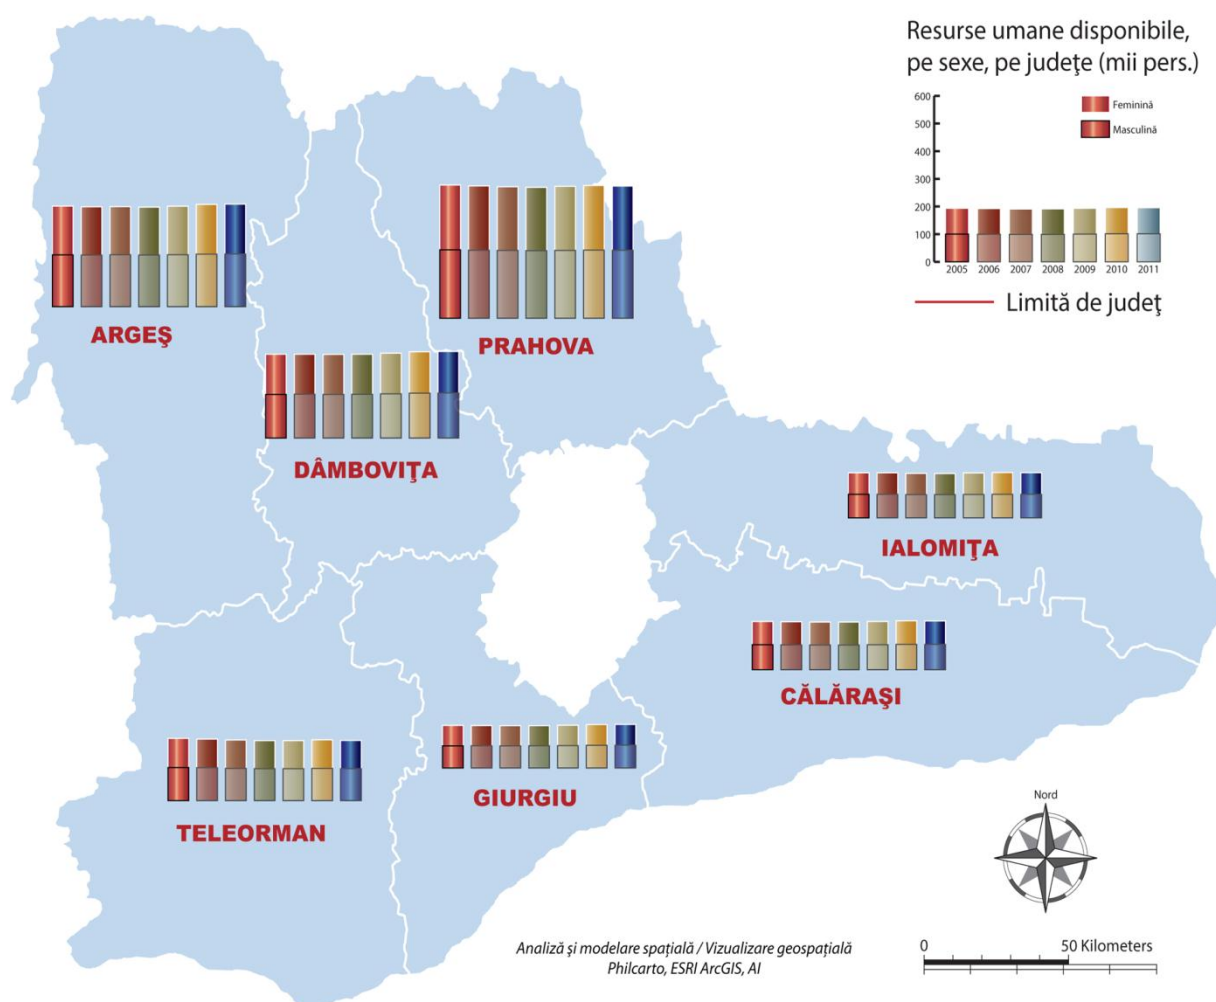 Resurse umane disponibile,
pe sexe, pe judeţe (mii pers.)
600
500
400
300
200
100
0
Feminină
Masculină
2005 2006 2007 2008 2009 2010 2011
Limită de judeţ
ARGEŞ
PRAHOVA
DÂMBOVIŢA
IALOMIŢA
CĂLĂRAŞI
GIURGIU
TELEORMAN
Nord
Analiză şi modelare spaţială / Vizualizare geospaţială
Philcarto, ESRI ArcGIS, AI
0 50 Kilometers